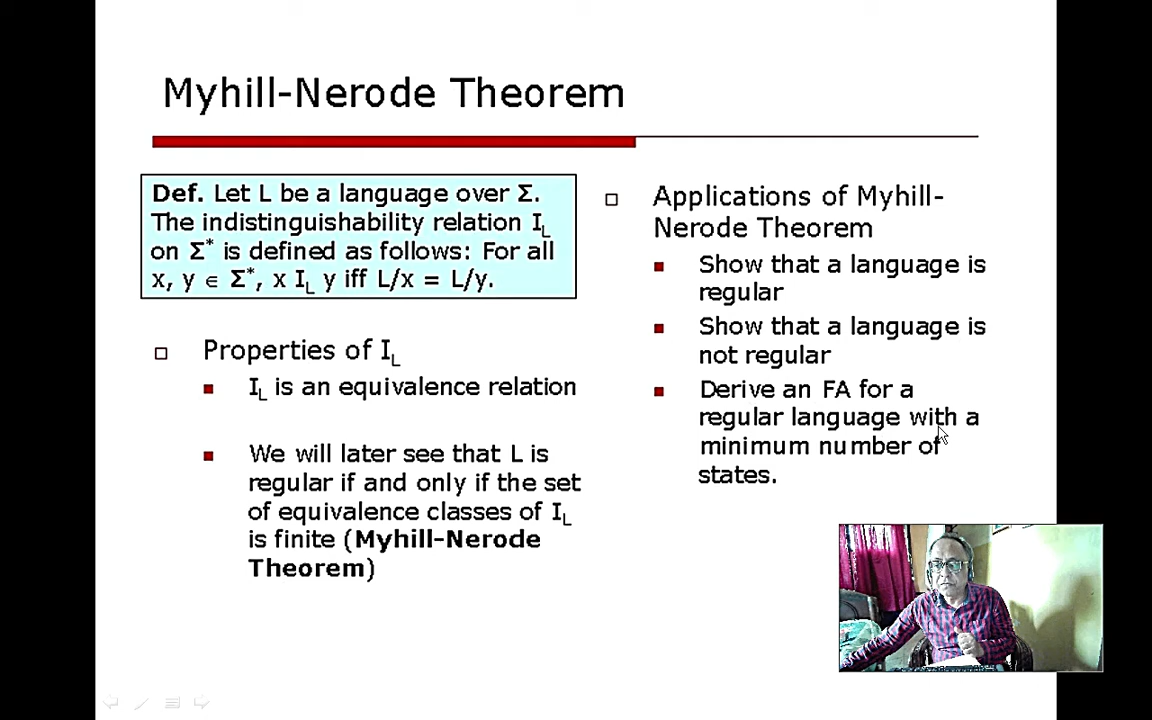 Myhill-Nerode Theorem
Def. Let L be a language over Σ.
The indistinguishability relation I_L
on Σ* is defined as follows: For all
x, y ∈ Σ*, x I_L y iff L/x = L/y.
Properties of I_L
I_L is an equivalence relation
We will later see that L is
regular if and only if the set
of equivalence classes of I_L
is finite (Myhill-Nerode
Theorem)
Applications of Myhill-
Nerode Theorem
Show that a language is
regular
Show that a language is
not regular
Derive an FA for a
regular language with a
minimum number of
states.